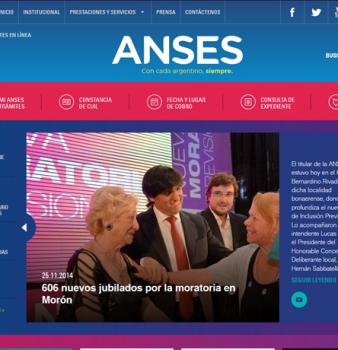 INICIO INSTITUCIONAL PRESTACIONES Y SERVICIOS PRENSA CONTÁCTENOS
TES EN LÍNEA
ANSES
Con cada argentino, siempre.
BUS
MI ANSES
TRÁMITES
CONSTANCIA
DE CUIL
FECHA Y LUGAR
DE COBRO
CONSULTA DE
EXPEDIENTE
25.11.2014
606 nuevos jubilados por la moratoria en
Morón
El titular de la ANS
estuvo hoy en el C
Bernardino Rivad
dicha localidad
bonaerense, donc
profundiza el nuev
de Inclusión Previ
Lo acompañaron
intendente Lucas
el Presidente del
Honorable Conce
Deliberante local,
Hernán Sabbatell
SEGUIR LEYENDO